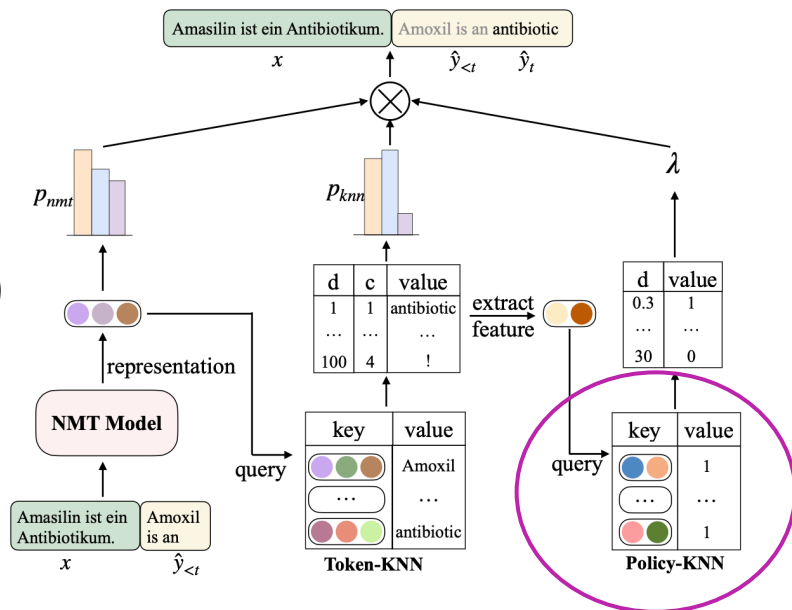 Amasilin ist ein Antibiotikum. Amoxil is an antibiotic
x ŷ<t ŷt
λ
pnmt
pknn
d c value
1 1 antibiotic
... ... ...
100 4 !
extract
feature
d value
0.3 1
... ...
30 0
representation
NMT Model
query
key value
Amoxil
... ...
antibiotic
Token-KNN
query
key value
1
... ...
1
Policy-KNN
Amasilin ist ein
Antibiotikum.
Amoxil
is an
x ŷ<t